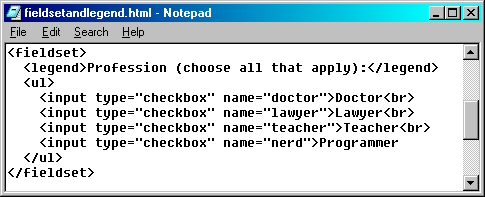 fieldsetandlegend.html - Notepad
File Edit Search Help
<fieldset>
  <legend>Profession (choose all that apply):</legend>
  <ul>
    <input type="checkbox" name="doctor">Doctor<br>
    <input type="checkbox" name="lawyer">Lawyer<br>
    <input type="checkbox" name="teacher">Teacher<br>
    <input type="checkbox" name="nerd">Programmer
  </ul>
</fieldset>